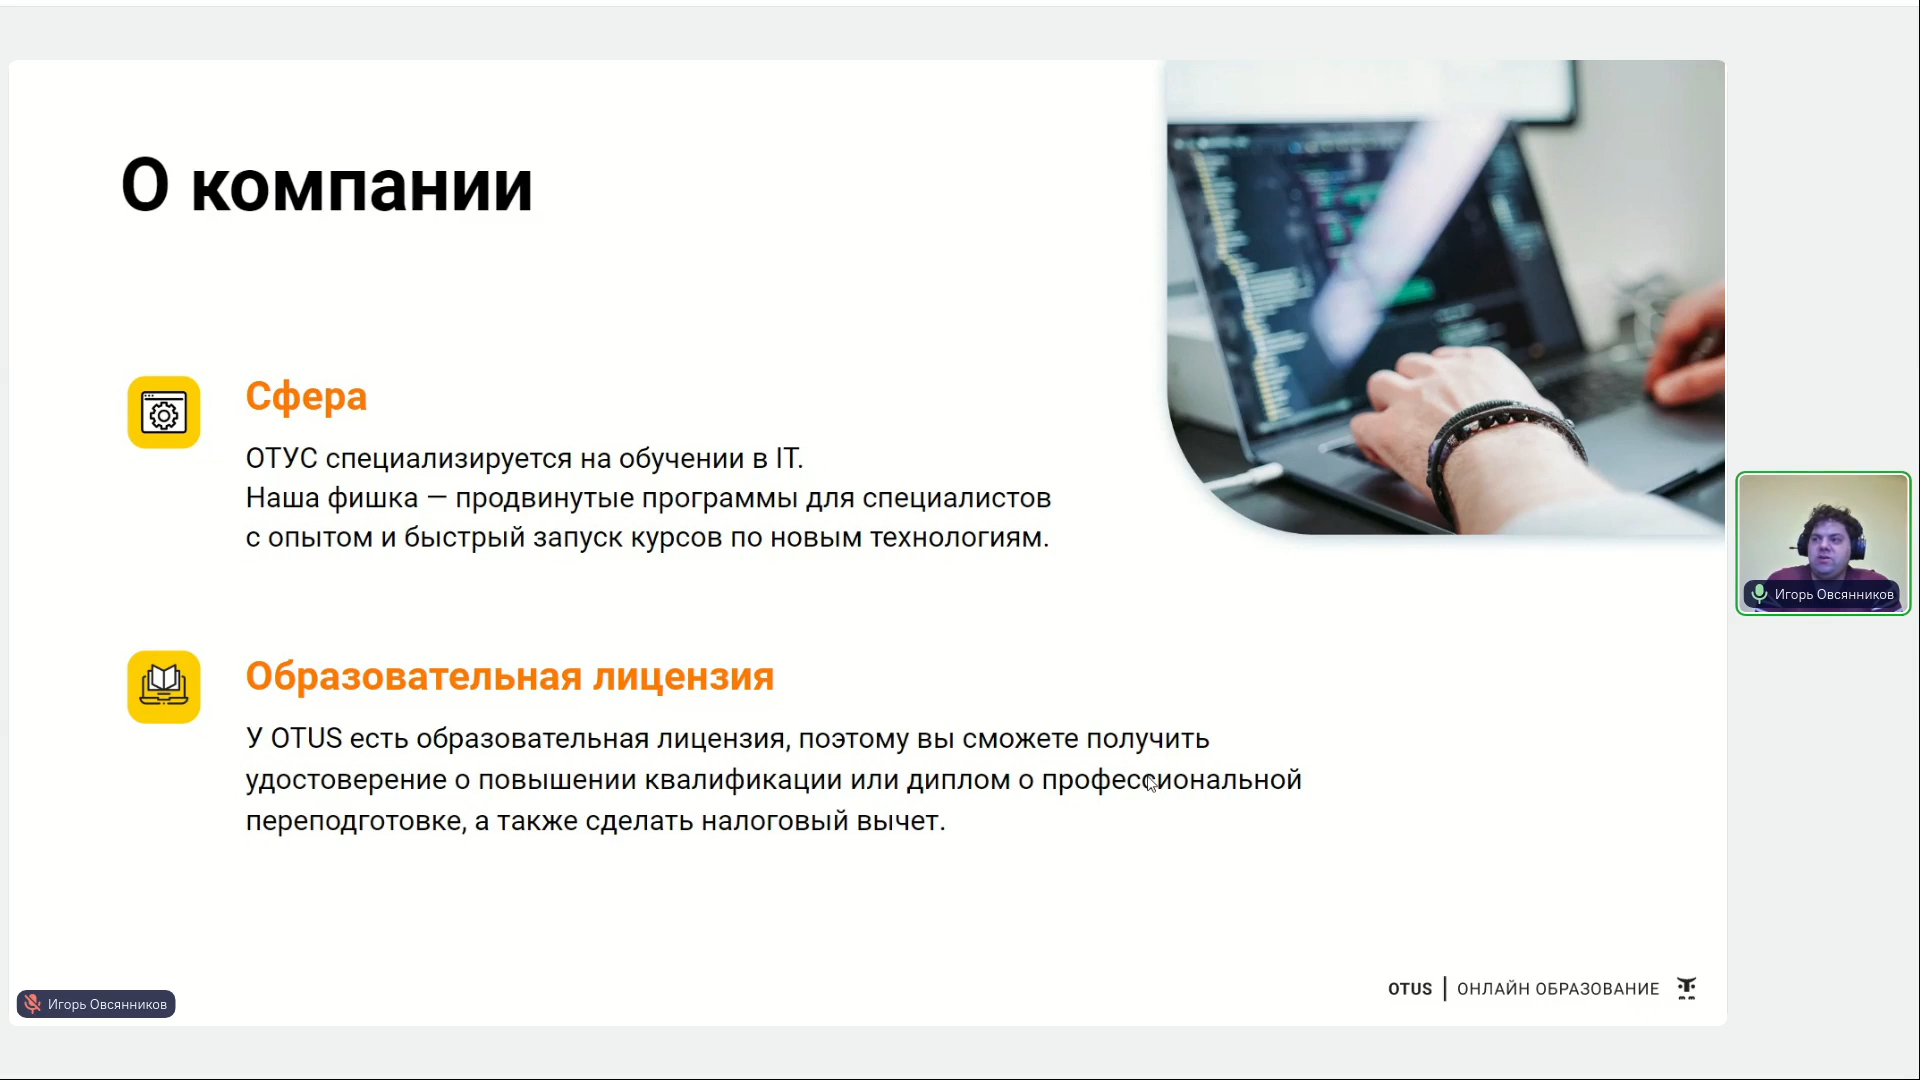 О компании
Сфера
ОТУС специализируется на обучении в IT.
Наша фишка — продвинутые программы для специалистов
с опытом и быстрый запуск курсов по новым технологиям.
Образовательная лицензия
У OTUS есть образовательная лицензия, поэтому вы сможете получить
удостоверение о повышении квалификации или диплом о профессиональной
переподготовке, а также сделать налоговый вычет.
OTUS | ОНЛАЙН ОБРАЗОВАНИЕ
Игорь Овсянников
Игорь Овсянников